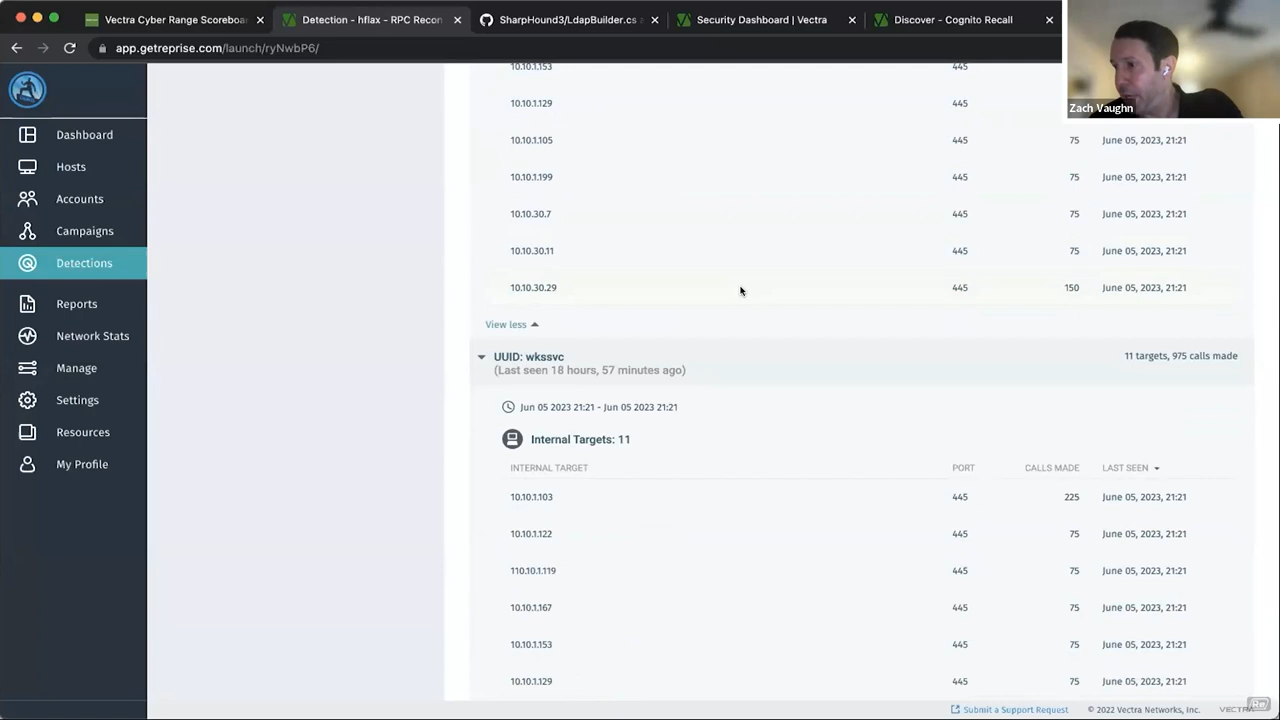 Vectra Cyber Range Scoreboa
Detection - hflax - RPC Recon
SharpHound3/LdapBuilder.cs a
Security Dashboard | Vectra
Discover - Cognito Recall
app.getreprise.com/launch/ryNwbP6/
Zach Vaughn
Dashboard
Hosts
Accounts
Campaigns
Detections
Reports
Network Stats
Manage
Settings
Resources
My Profile
10.10.1.153 445
10.10.1.129 445
10.10.1.105 445 75 June 05, 2023, 21:21
10.10.1.199 445 75 June 05, 2023, 21:21
10.10.30.7 445 75 June 05, 2023, 21:21
10.10.30.11 445 75 June 05, 2023, 21:21
10.10.30.29 445 150 June 05, 2023, 21:21
View less
UUID: wkssvc 11 targets, 975 calls made
(Last seen 18 hours, 57 minutes ago)
Jun 05 2023 21:21 - Jun 05 2023 21:21
Internal Targets: 11
INTERNAL TARGET PORT CALLS MADE LAST SEEN
10.10.1.103 445 225 June 05, 2023, 21:21
10.10.1.122 445 75 June 05, 2023, 21:21
110.10.1.119 445 75 June 05, 2023, 21:21
10.10.1.167 445 75 June 05, 2023, 21:21
10.10.1.153 445 75 June 05, 2023, 21:21
10.10.1.129 445 75 June 05, 2023, 21:21
Submit a Support Request © 2022 Vectra Networks, Inc.